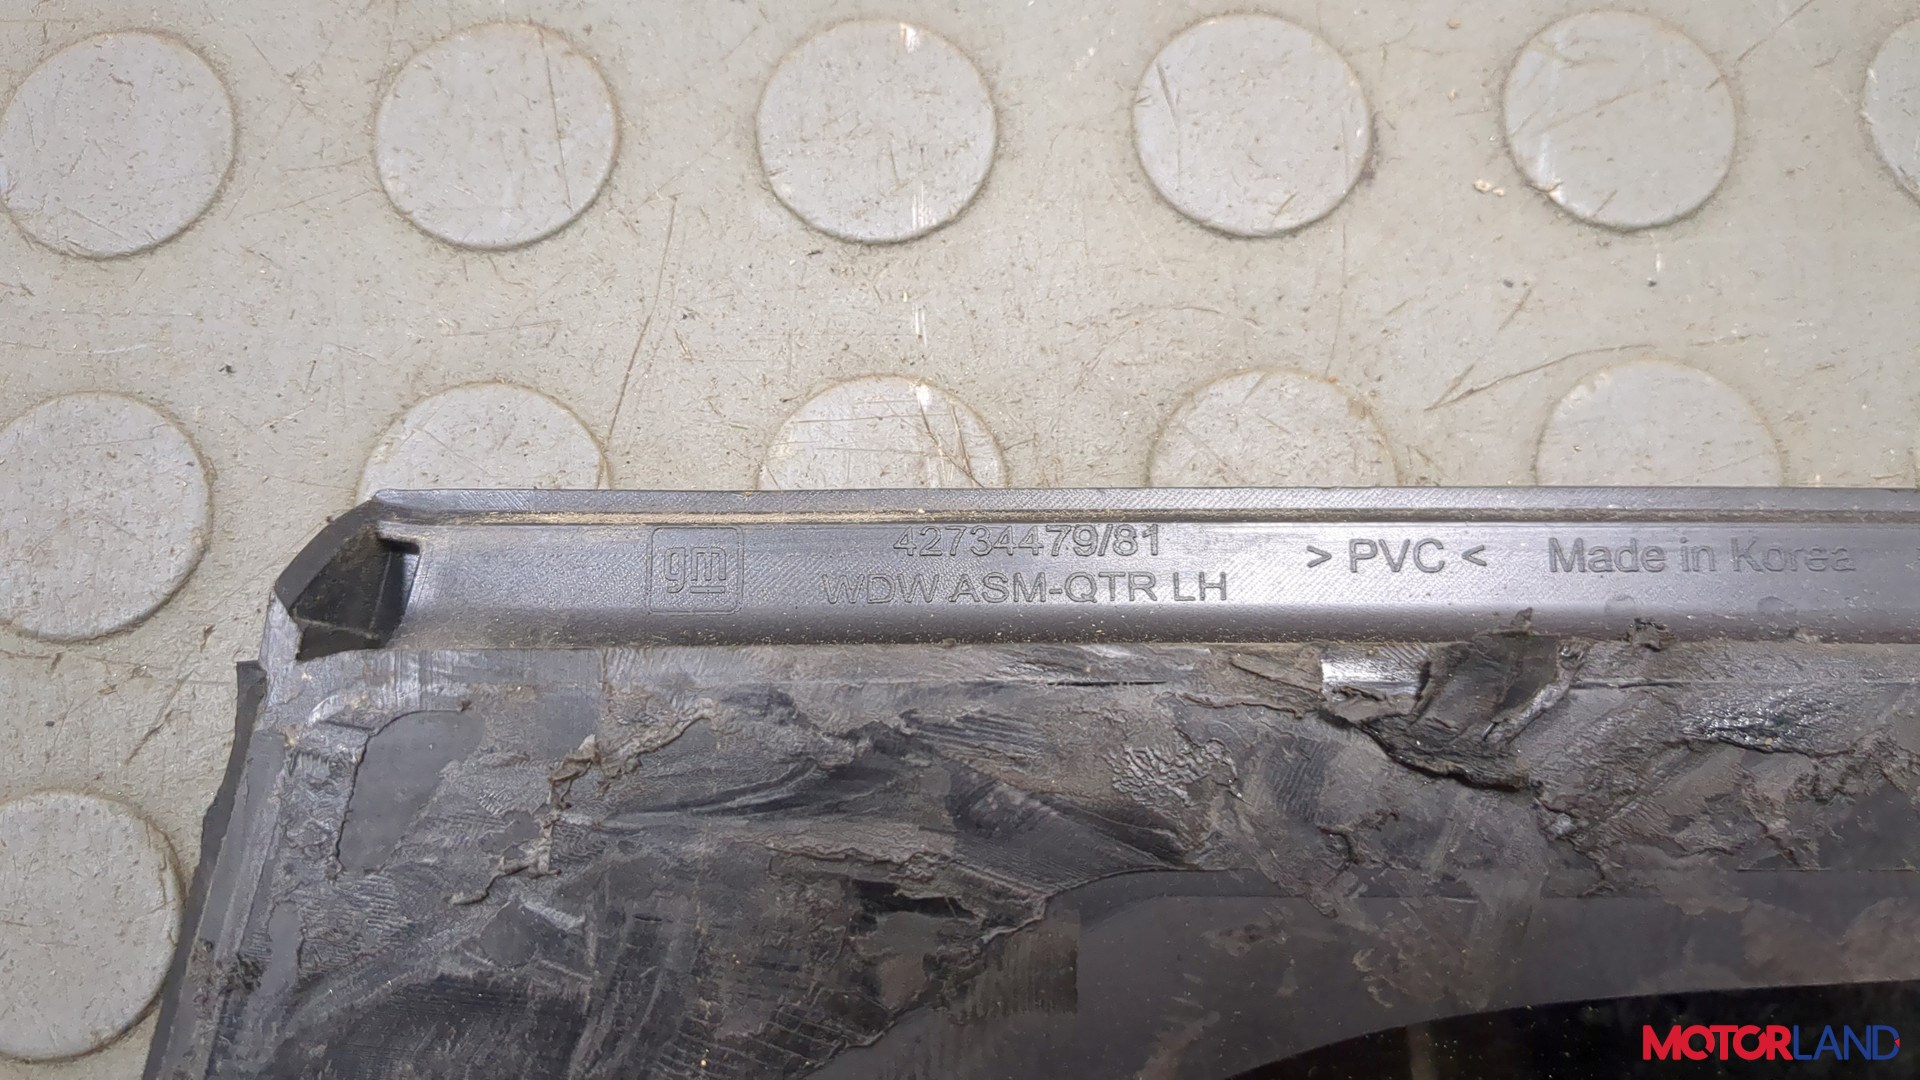 gm
42734479/81
WDW ASM-QTR LH
> PVC <
Made in Korea
MOTORLAND